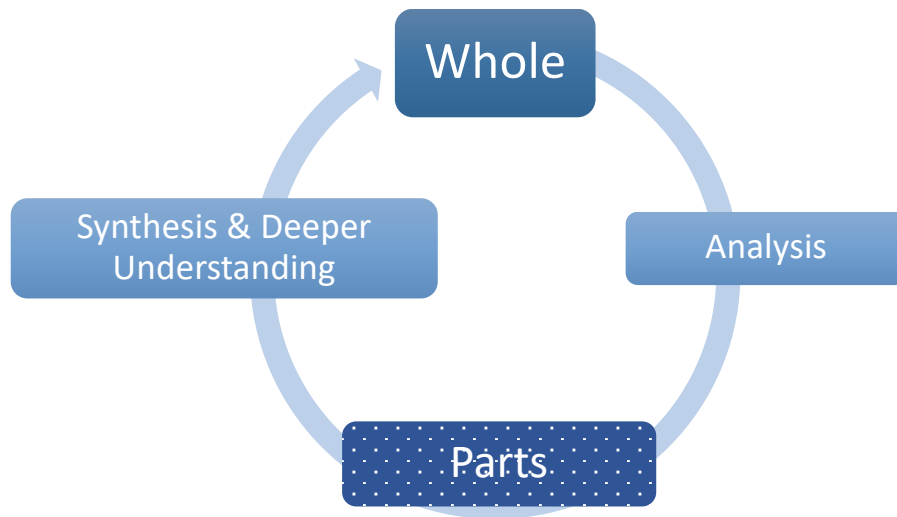 Whole
Analysis
Parts
Synthesis & Deeper
Understanding